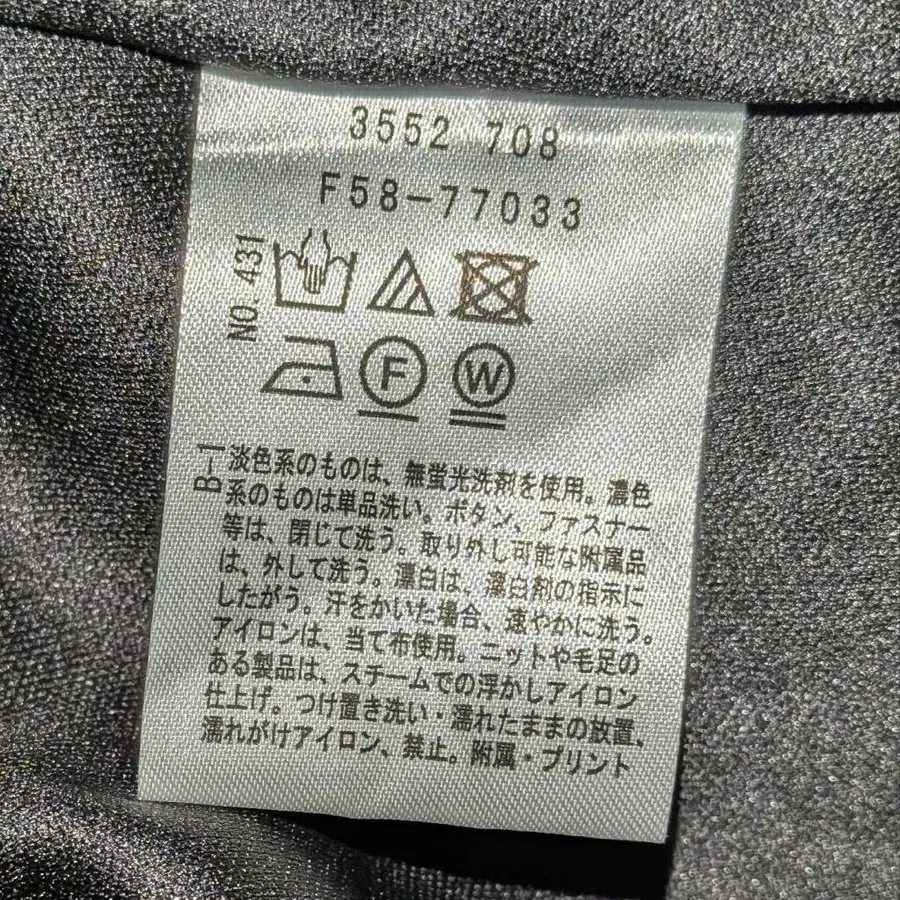 3552 708
F58-77033
NO. 431
F
W
B-1
淡色系のものは、無蛍光洗剤を使用。濃色
系のものは単品洗い。ボタン、ファスナー
等は、閉じて洗う。取り外し可能な附属品
は、外して洗う。漂白は、漂白剤の指示に
したがう。汗をかいた場合、速やかに洗う。
アイロンは、当て布使用。ニットや毛足の
ある製品は、スチームでの浮かしアイロン
仕上げ。つけ置き洗い・濡れたままの放置、
濡れがけアイロン、禁止。附属・プリント